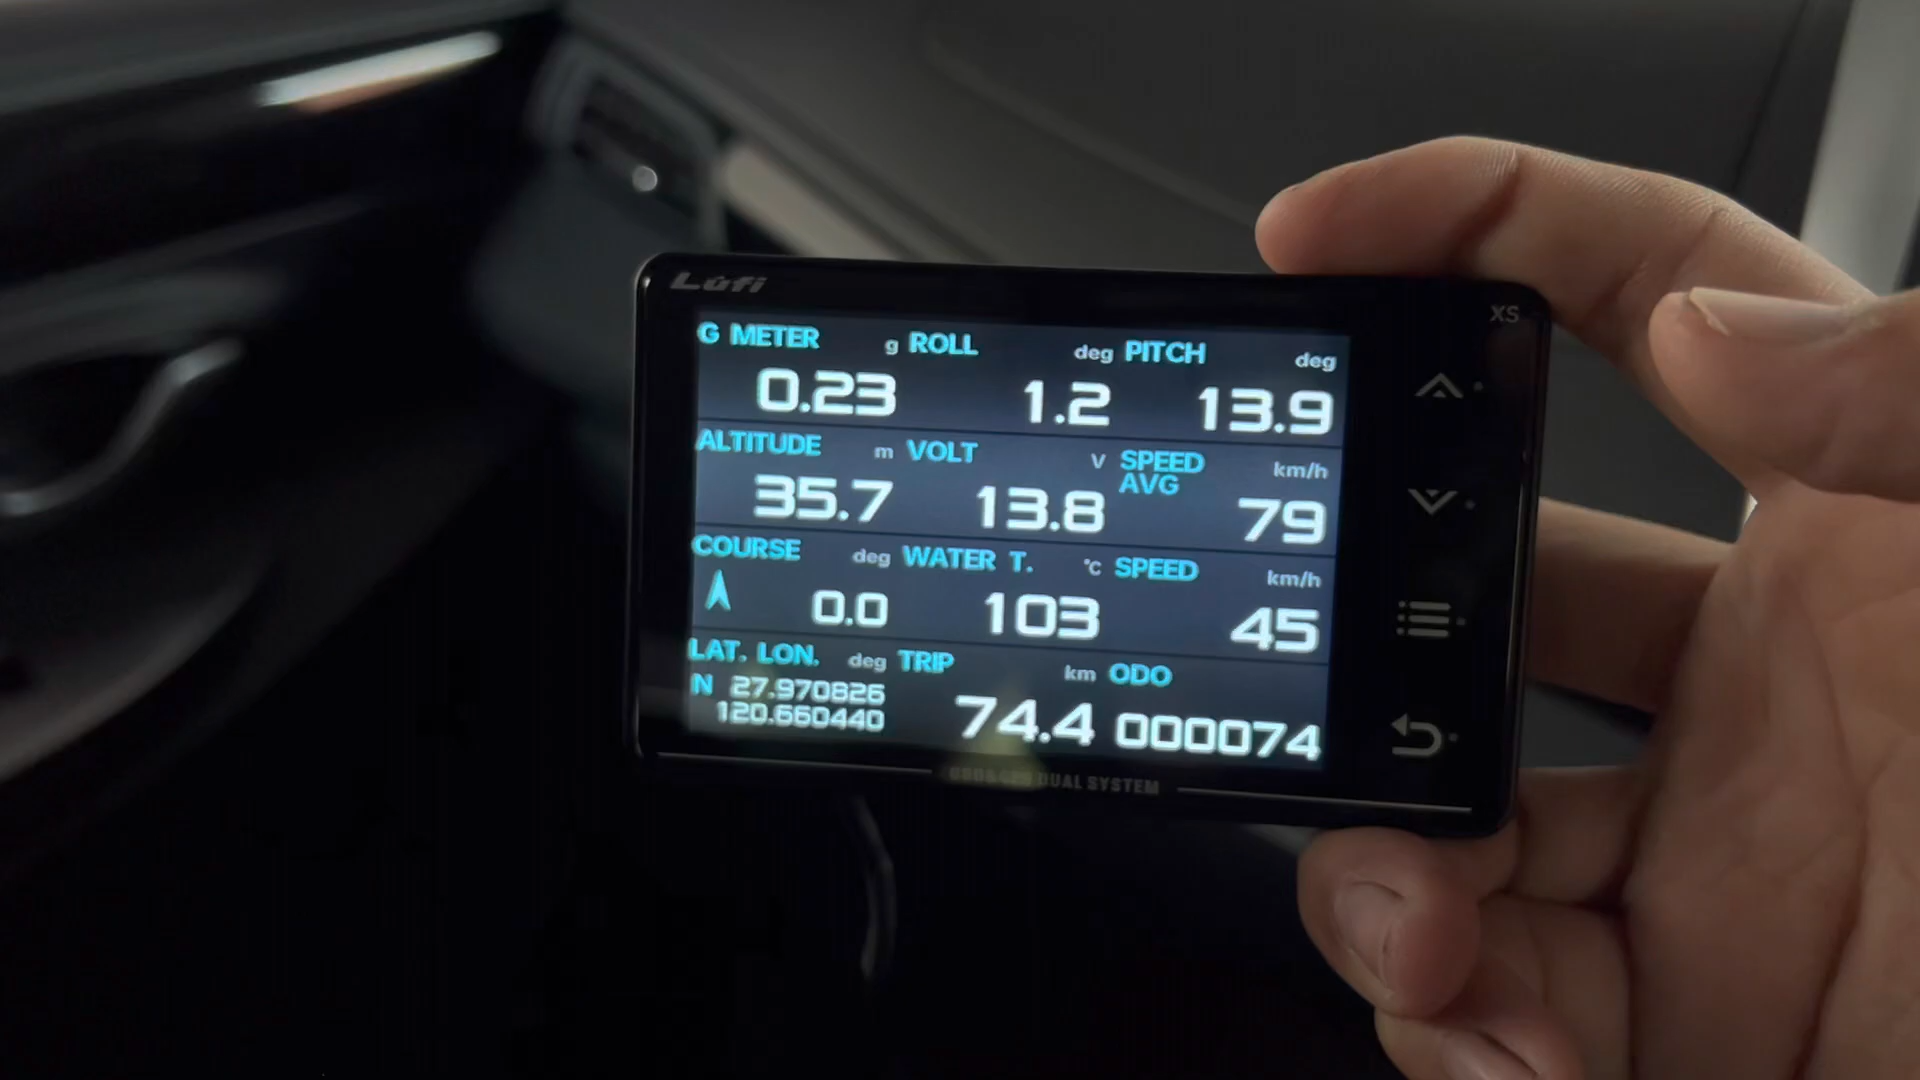 Lufi
XS
G METER g ROLL deg PITCH deg
0.23 1.2 13.9
ALTITUDE m VOLT V SPEED AVG km/h
35.7 13.8 79
COURSE deg WATER T. °C SPEED km/h
0.0 103 45
LAT. LON. deg TRIP km ODO
N 27.970826
120.660440
74.4 000074
DUAL SYSTEM